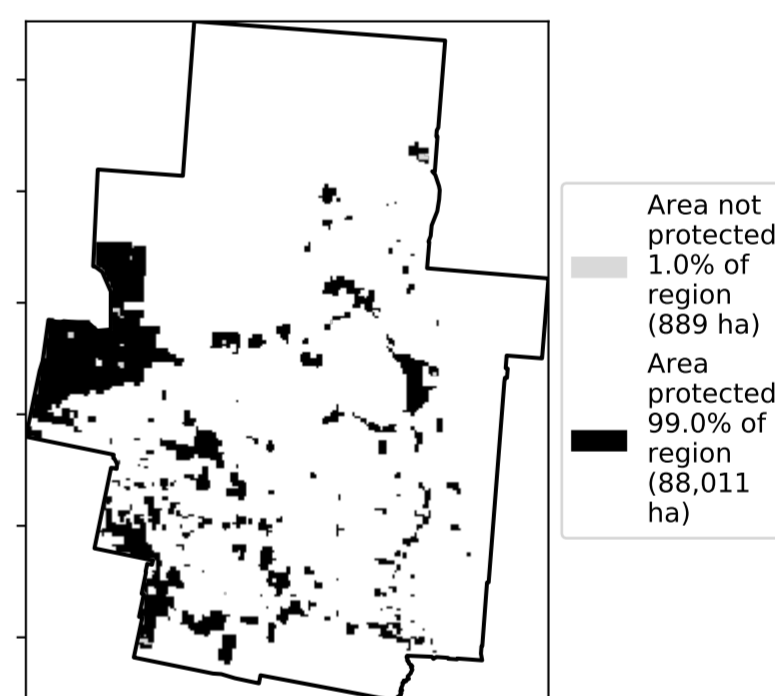 Area not
protected
1.0% of
region
(889 ha)
Area
protected
99.0% of
region
(88,011
ha)